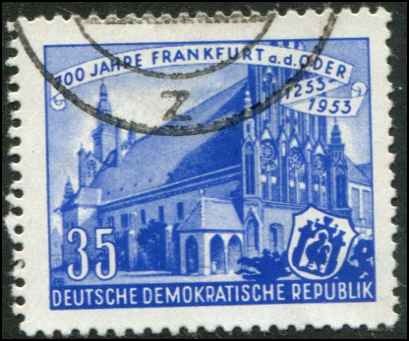 700 JAHRE FRANKFURT a.d.ODER
1253
1953
Z
35
DEUTSCHE DEMOKRATISCHE REPUBLIK